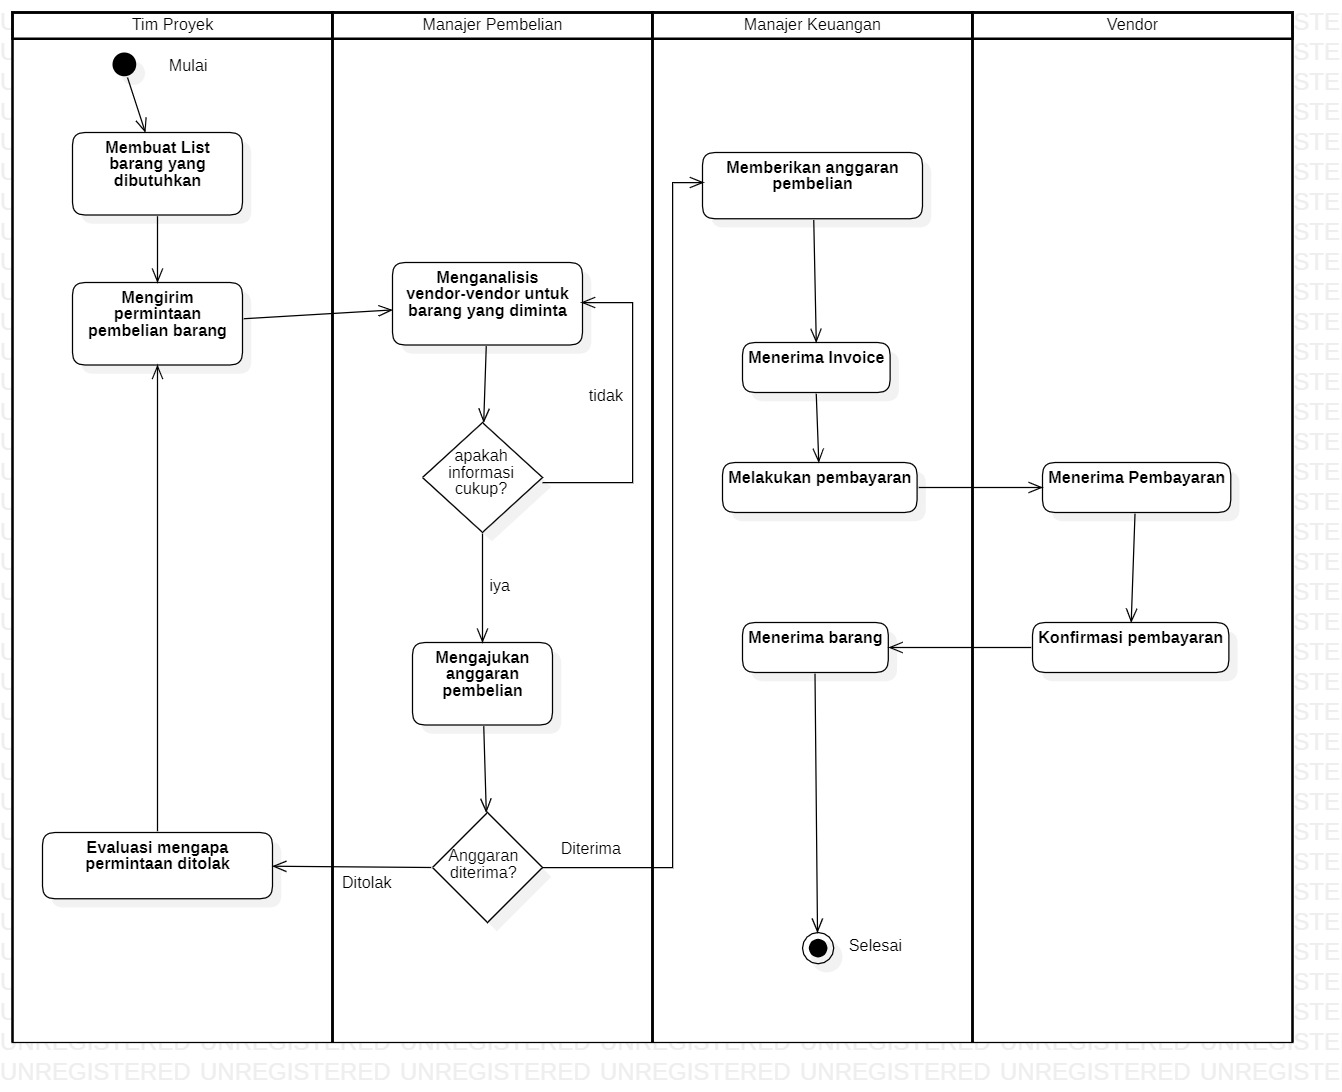 Tim Proyek
Manajer Pembelian
Manajer Keuangan
Vendor
Mulai
Membuat List
barang yang
dibutuhkan
Mengirim
permintaan
pembelian barang
Evaluasi mengapa
permintaan ditolak
Menganalisis
vendor-vendor untuk
barang yang diminta
tidak
apakah
informasi
cukup?
iya
Mengajukan
anggaran
pembelian
Anggaran
diterima?
Ditolak
Diterima
Memberikan anggaran
pembelian
Menerima Invoice
Melakukan pembayaran
Menerima Pembayaran
Konfirmasi pembayaran
Menerima barang
Selesai
UNREGISTERED UNREGISTERED UNREGISTERED UNREGISTERED UNREGISTERED UNREGISTERED UNREGISTE